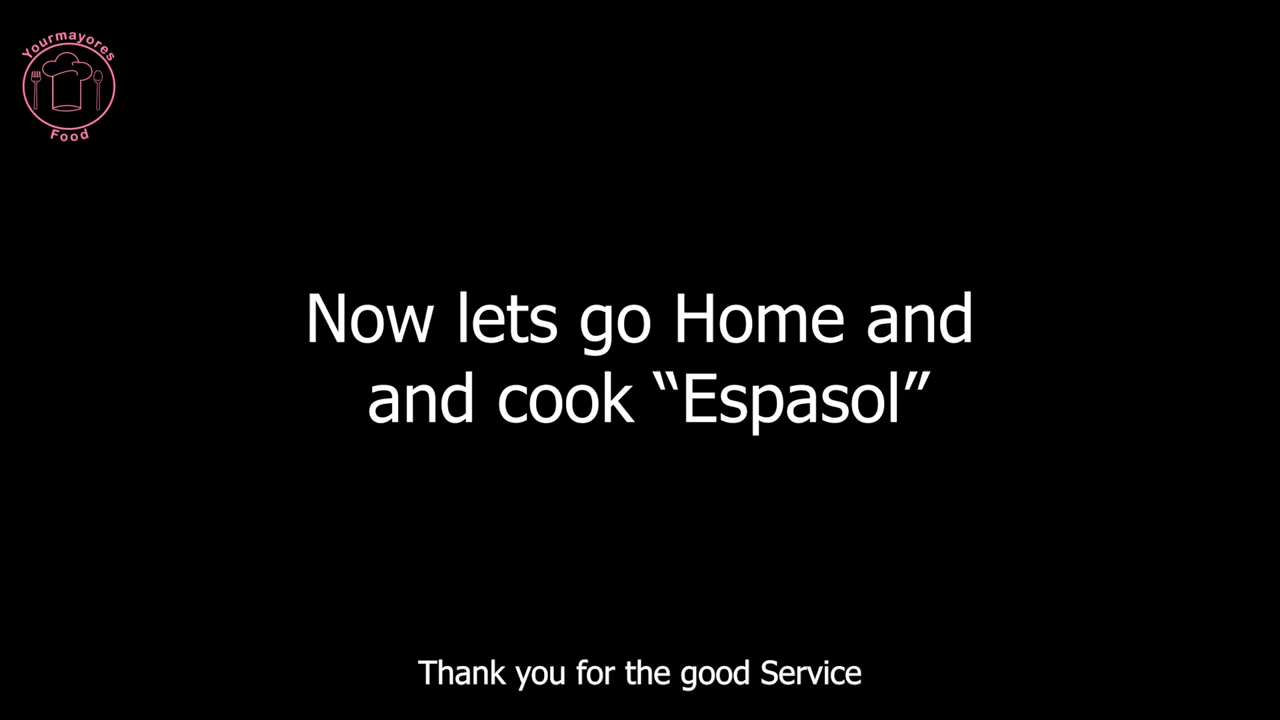 Yourmayores
Food
Now lets go Home and
and cook “Espasol”
Thank you for the good Service